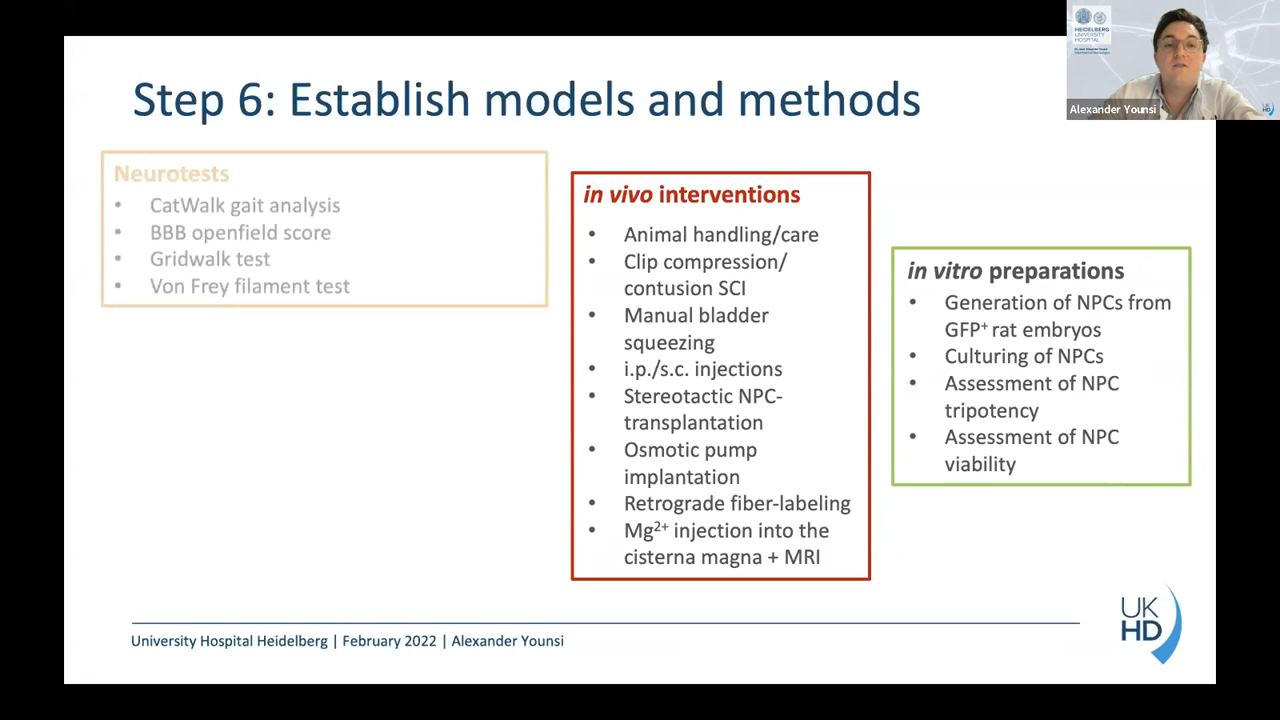 Step 6: Establish models and methods
HEIDELBERG
UNIVERSITY
HOSPITAL
Alexander Younsi
Neurotests
• CatWalk gait analysis
• BBB openfield score
• Gridwalk test
• Von Frey filament test
in vivo interventions
• Animal handling/care
• Clip compression/
contusion SCI
• Manual bladder
squeezing
• i.p./s.c. injections
• Stereotactic NPC-
transplantation
• Osmotic pump
implantation
• Retrograde fiber-labeling
• Mg²⁺ injection into the
cisterna magna + MRI
in vitro preparations
• Generation of NPCs from
GFP⁺ rat embryos
• Culturing of NPCs
• Assessment of NPC
tripotency
• Assessment of NPC
viability
University Hospital Heidelberg | February 2022 | Alexander Younsi
UK
HD